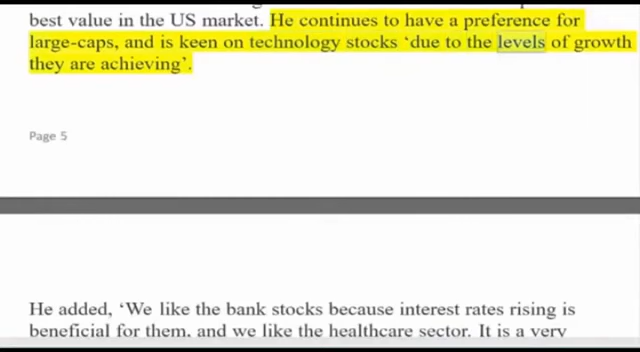 best value in the US market. He continues to have a preference for
large-caps, and is keen on technology stocks ‘due to the levels of growth
they are achieving’.
Page 5
He added, ‘We like the bank stocks because interest rates rising is
beneficial for them, and we like the healthcare sector. It is a very